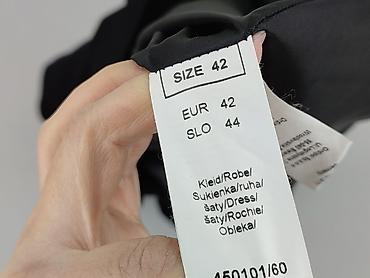 SIZE 42
EUR 42
SLO 44
Kleid/Robe/
Sukienka/ruha/
šaty/Dress/
šaty/Rochie/
Obleka/
450101/60